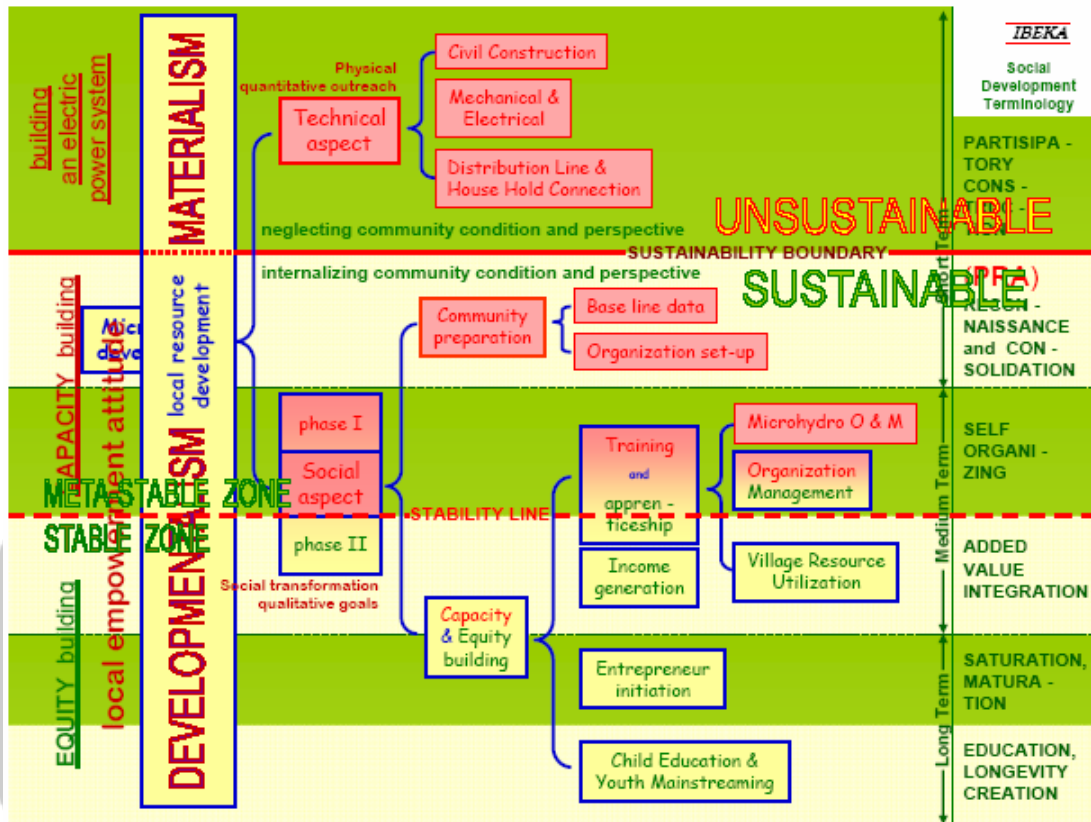 building
an electric
power system
MATERIALISM
Physical
quantitative outreach
Technical
aspect
Civil Construction
Mechanical &
Electrical
Distribution Line &
House Hold Connection
IBEKA
Social
Development
Terminology
PARTISIPA -
TORY
CONS -
UNSUSTAINABLE
neglecting community condition and perspective
SUSTAINABILITY BOUNDARY
internalizing community condition and perspective
SUSTAINABLE
(PRA)
Short Term
RECON -
NAISSANCE
and CON -
SOLIDATION
CAPACITY building
local empowerment attitude
local resource
development
DEVELOPMENTALISM
Community
preparation
Base line data
Organization set-up
phase I
Social
aspect
phase II
Social transformation
qualitative goals
META-STABLE ZONE
STABILITY LINE
STABLE ZONE
Training
and
appren -
ticeship
Microhydro O & M
Organization
Management
Village Resource
Utilization
Income
generation
Medium Term
SELF
ORGANI -
ZING
ADDED
VALUE
INTEGRATION
EQUITY building
Capacity
& Equity
building
Entrepreneur
initiation
Child Education &
Youth Mainstreaming
Long Term
SATURATION,
MATURA -
TION
EDUCATION,
LONGEVITY
CREATION